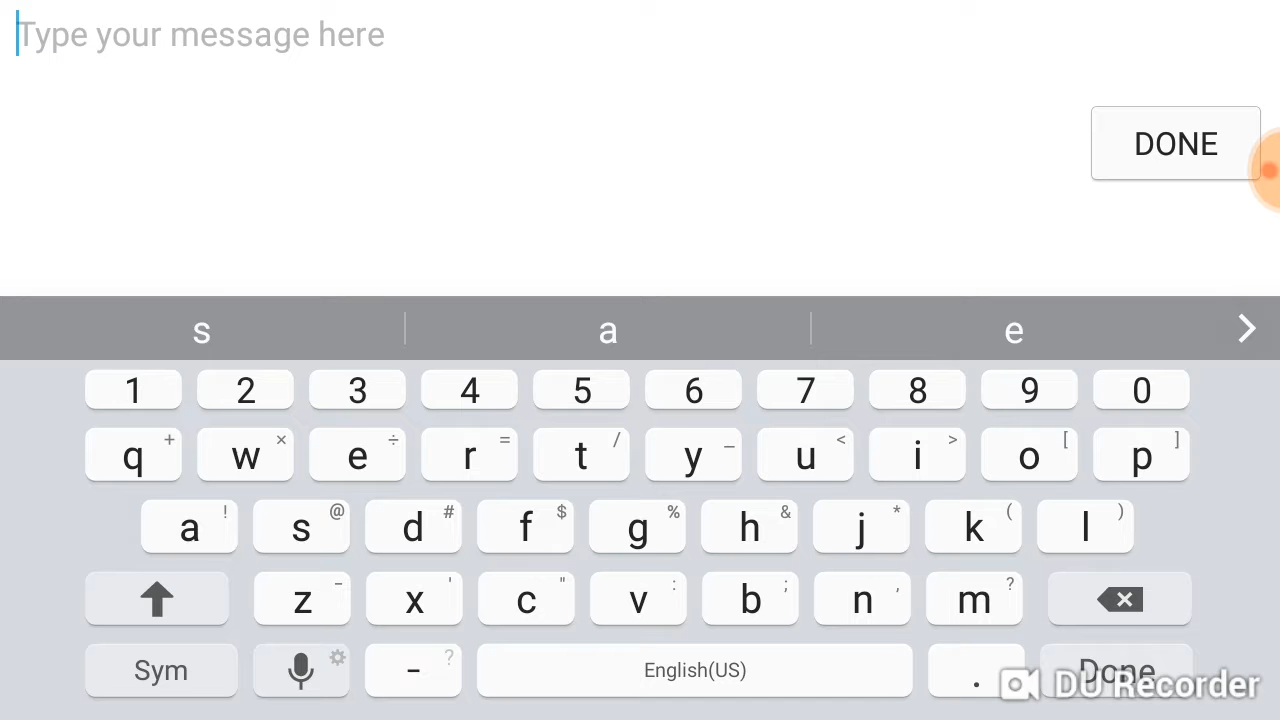 Type your message here
DONE
s a e
1 2 3 4 5 6 7 8 9 0
q + w × e ÷ r = t / y _ u < i > o [ p ]
a ! s @ d # f $ g % h & j * k ( l )
z - x ' c " v : b ; n , m ?
Sym - ? English(US) . Done
DU Recorder